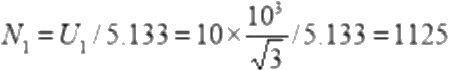 N₁ = U₁ / 5.133 = 10 × 10³/√3 / 5.133 = 1125